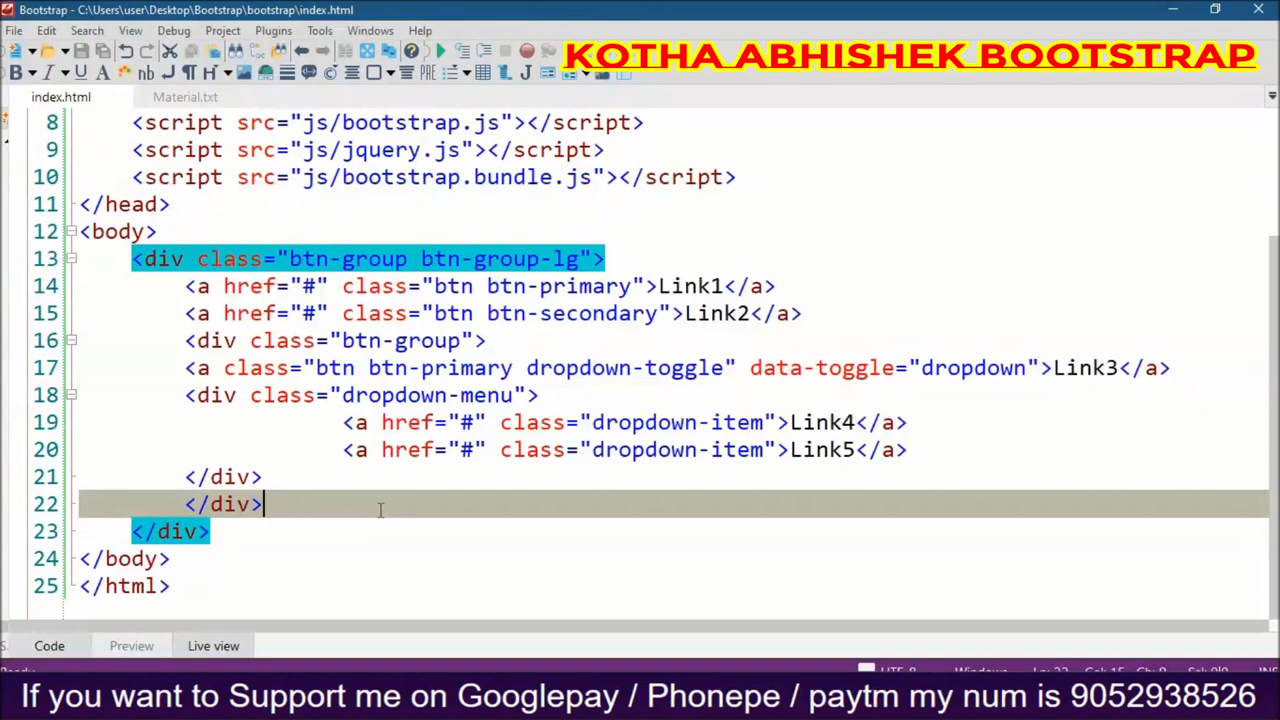 Bootstrap - C:\Users\user\Desktop\Bootstrap\bootstrap\index.html
File Edit Search View Debug Project Plugins Tools Windows Help
KOTHA ABHISHEK BOOTSTRAP
index.html Material.txt
8 <script src="js/bootstrap.js"></script>
9 <script src="js/jquery.js"></script>
10 <script src="js/bootstrap.bundle.js"></script>
11 </head>
12 <body>
13 <div class="btn-group btn-group-lg">
14 <a href="#" class="btn btn-primary">Link1</a>
15 <a href="#" class="btn btn-secondary">Link2</a>
16 <div class="btn-group">
17 <a class="btn btn-primary dropdown-toggle" data-toggle="dropdown">Link3</a>
18 <div class="dropdown-menu">
19 <a href="#" class="dropdown-item">Link4</a>
20 <a href="#" class="dropdown-item">Link5</a>
21 </div>
22 </div>
23 </div>
24 </body>
25 </html>
Code Preview Live view
If you want to Support me on Googlepay / Phonepe / paytm my num is 9052938526